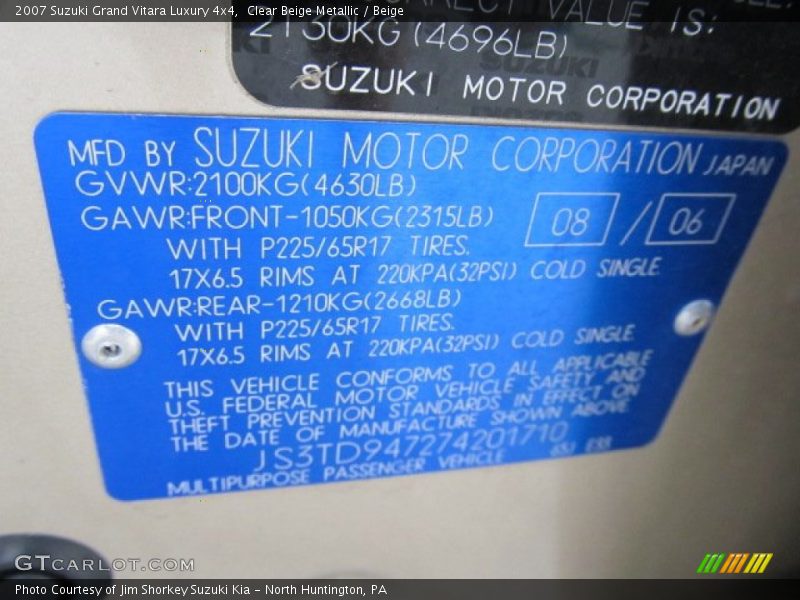 2007 Suzuki Grand Vitara Luxury 4x4, Clear Beige Metallic / Beige
VALUE IS:
2130KG (4696LB)
SUZUKI MOTOR CORPORATION
MFD BY SUZUKI MOTOR CORPORATION JAPAN
GVWR:2100KG(4630LB)
GAWR:FRONT-1050KG(2315LB) 08 / 06
WITH P225/65R17 TIRES.
17X6.5 RIMS AT 220KPA(32PSI) COLD SINGLE
GAWR:REAR-1210KG(2668LB)
WITH P225/65R17 TIRES.
17X6.5 RIMS AT 220KPA(32PSI) COLD SINGLE
THIS VEHICLE CONFORMS TO ALL APPLICABLE
U.S. FEDERAL MOTOR VEHICLE SAFETY AND
THEFT PREVENTION STANDARDS IN EFFECT ON
THE DATE OF MANUFACTURE SHOWN ABOVE
JS3TD947274201710
MULTIPURPOSE PASSENGER VEHICLE
GTCARLOT.COM
Photo Courtesy of Jim Shorkey Suzuki Kia – North Huntington, PA